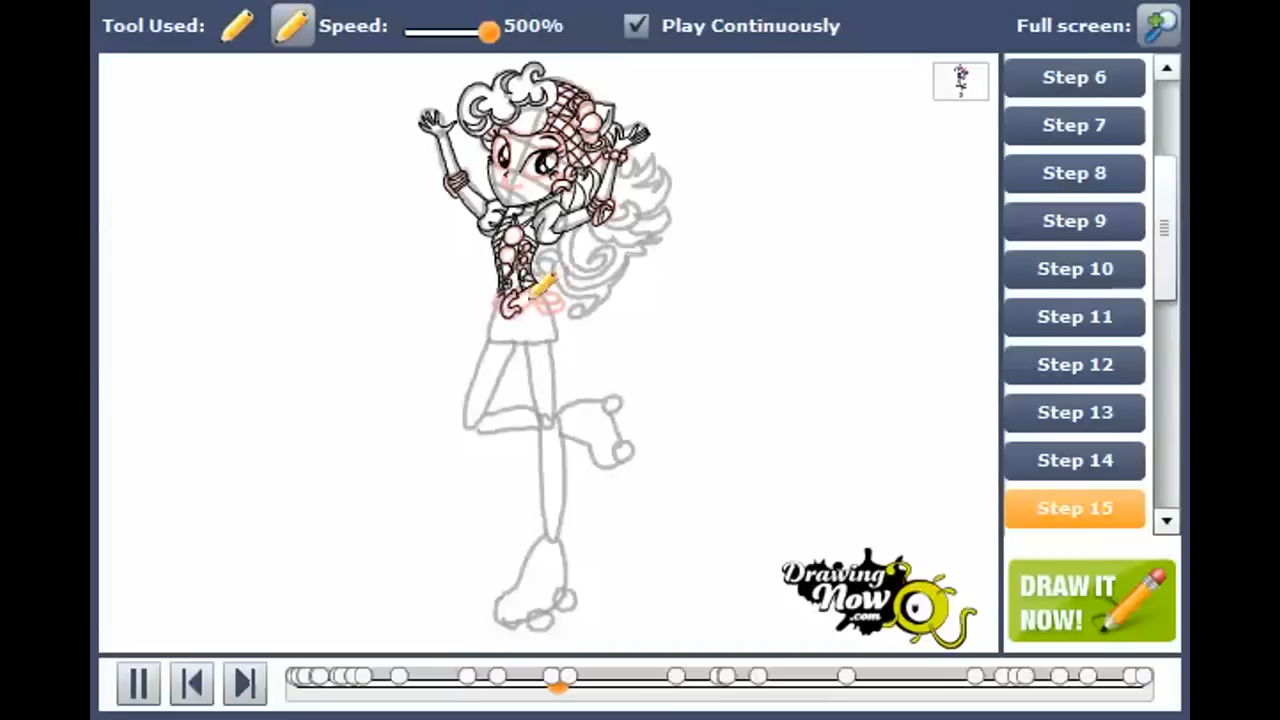 Tool Used:
Speed:
500%
Play Continuously
Full screen:
Step 6
Step 7
Step 8
Step 9
Step 10
Step 11
Step 12
Step 13
Step 14
Step 15
Drawing
Now
.com
DRAW IT
NOW!